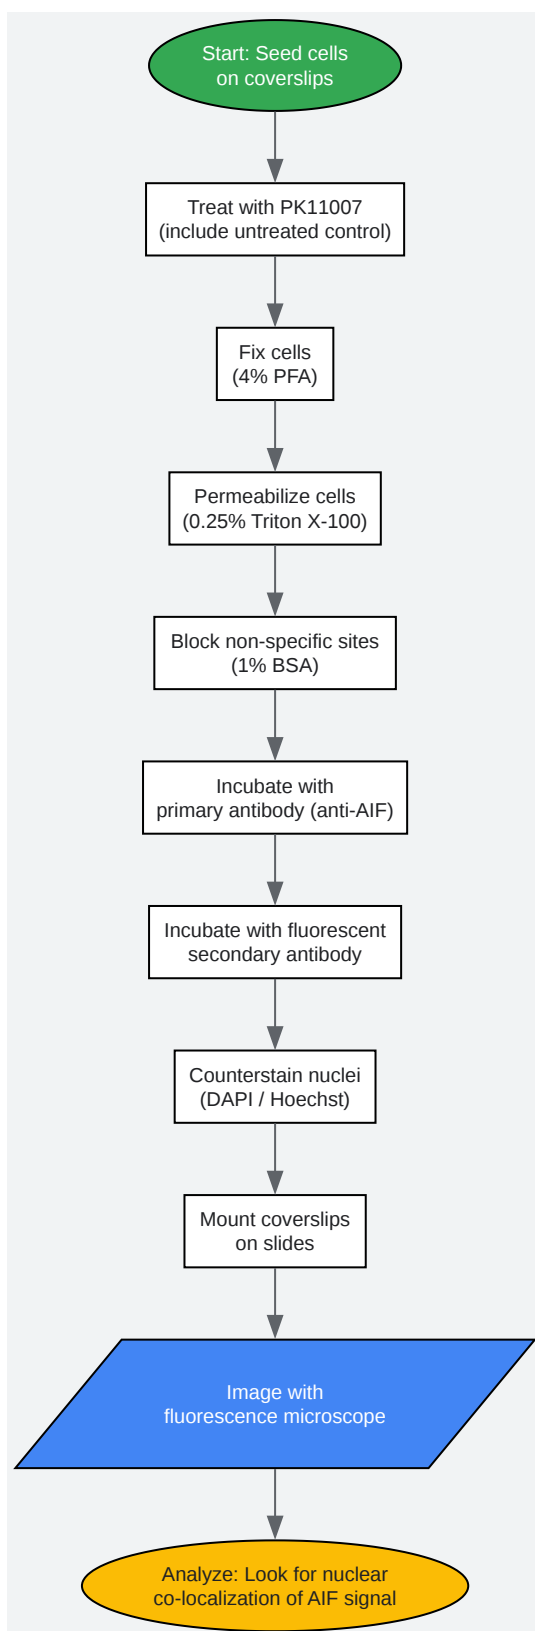 Start: Seed cells
on coverslips
Treat with PK11007
(include untreated control)
Fix cells
(4% PFA)
Permeabilize cells
(0.25% Triton X-100)
Block non-specific sites
(1% BSA)
Incubate with
primary antibody (anti-AIF)
Incubate with fluorescent
secondary antibody
Counterstain nuclei
(DAPI / Hoechst)
Mount coverslips
on slides
Image with
fluorescence microscope
Analyze: Look for nuclear
co-localization of AIF signal